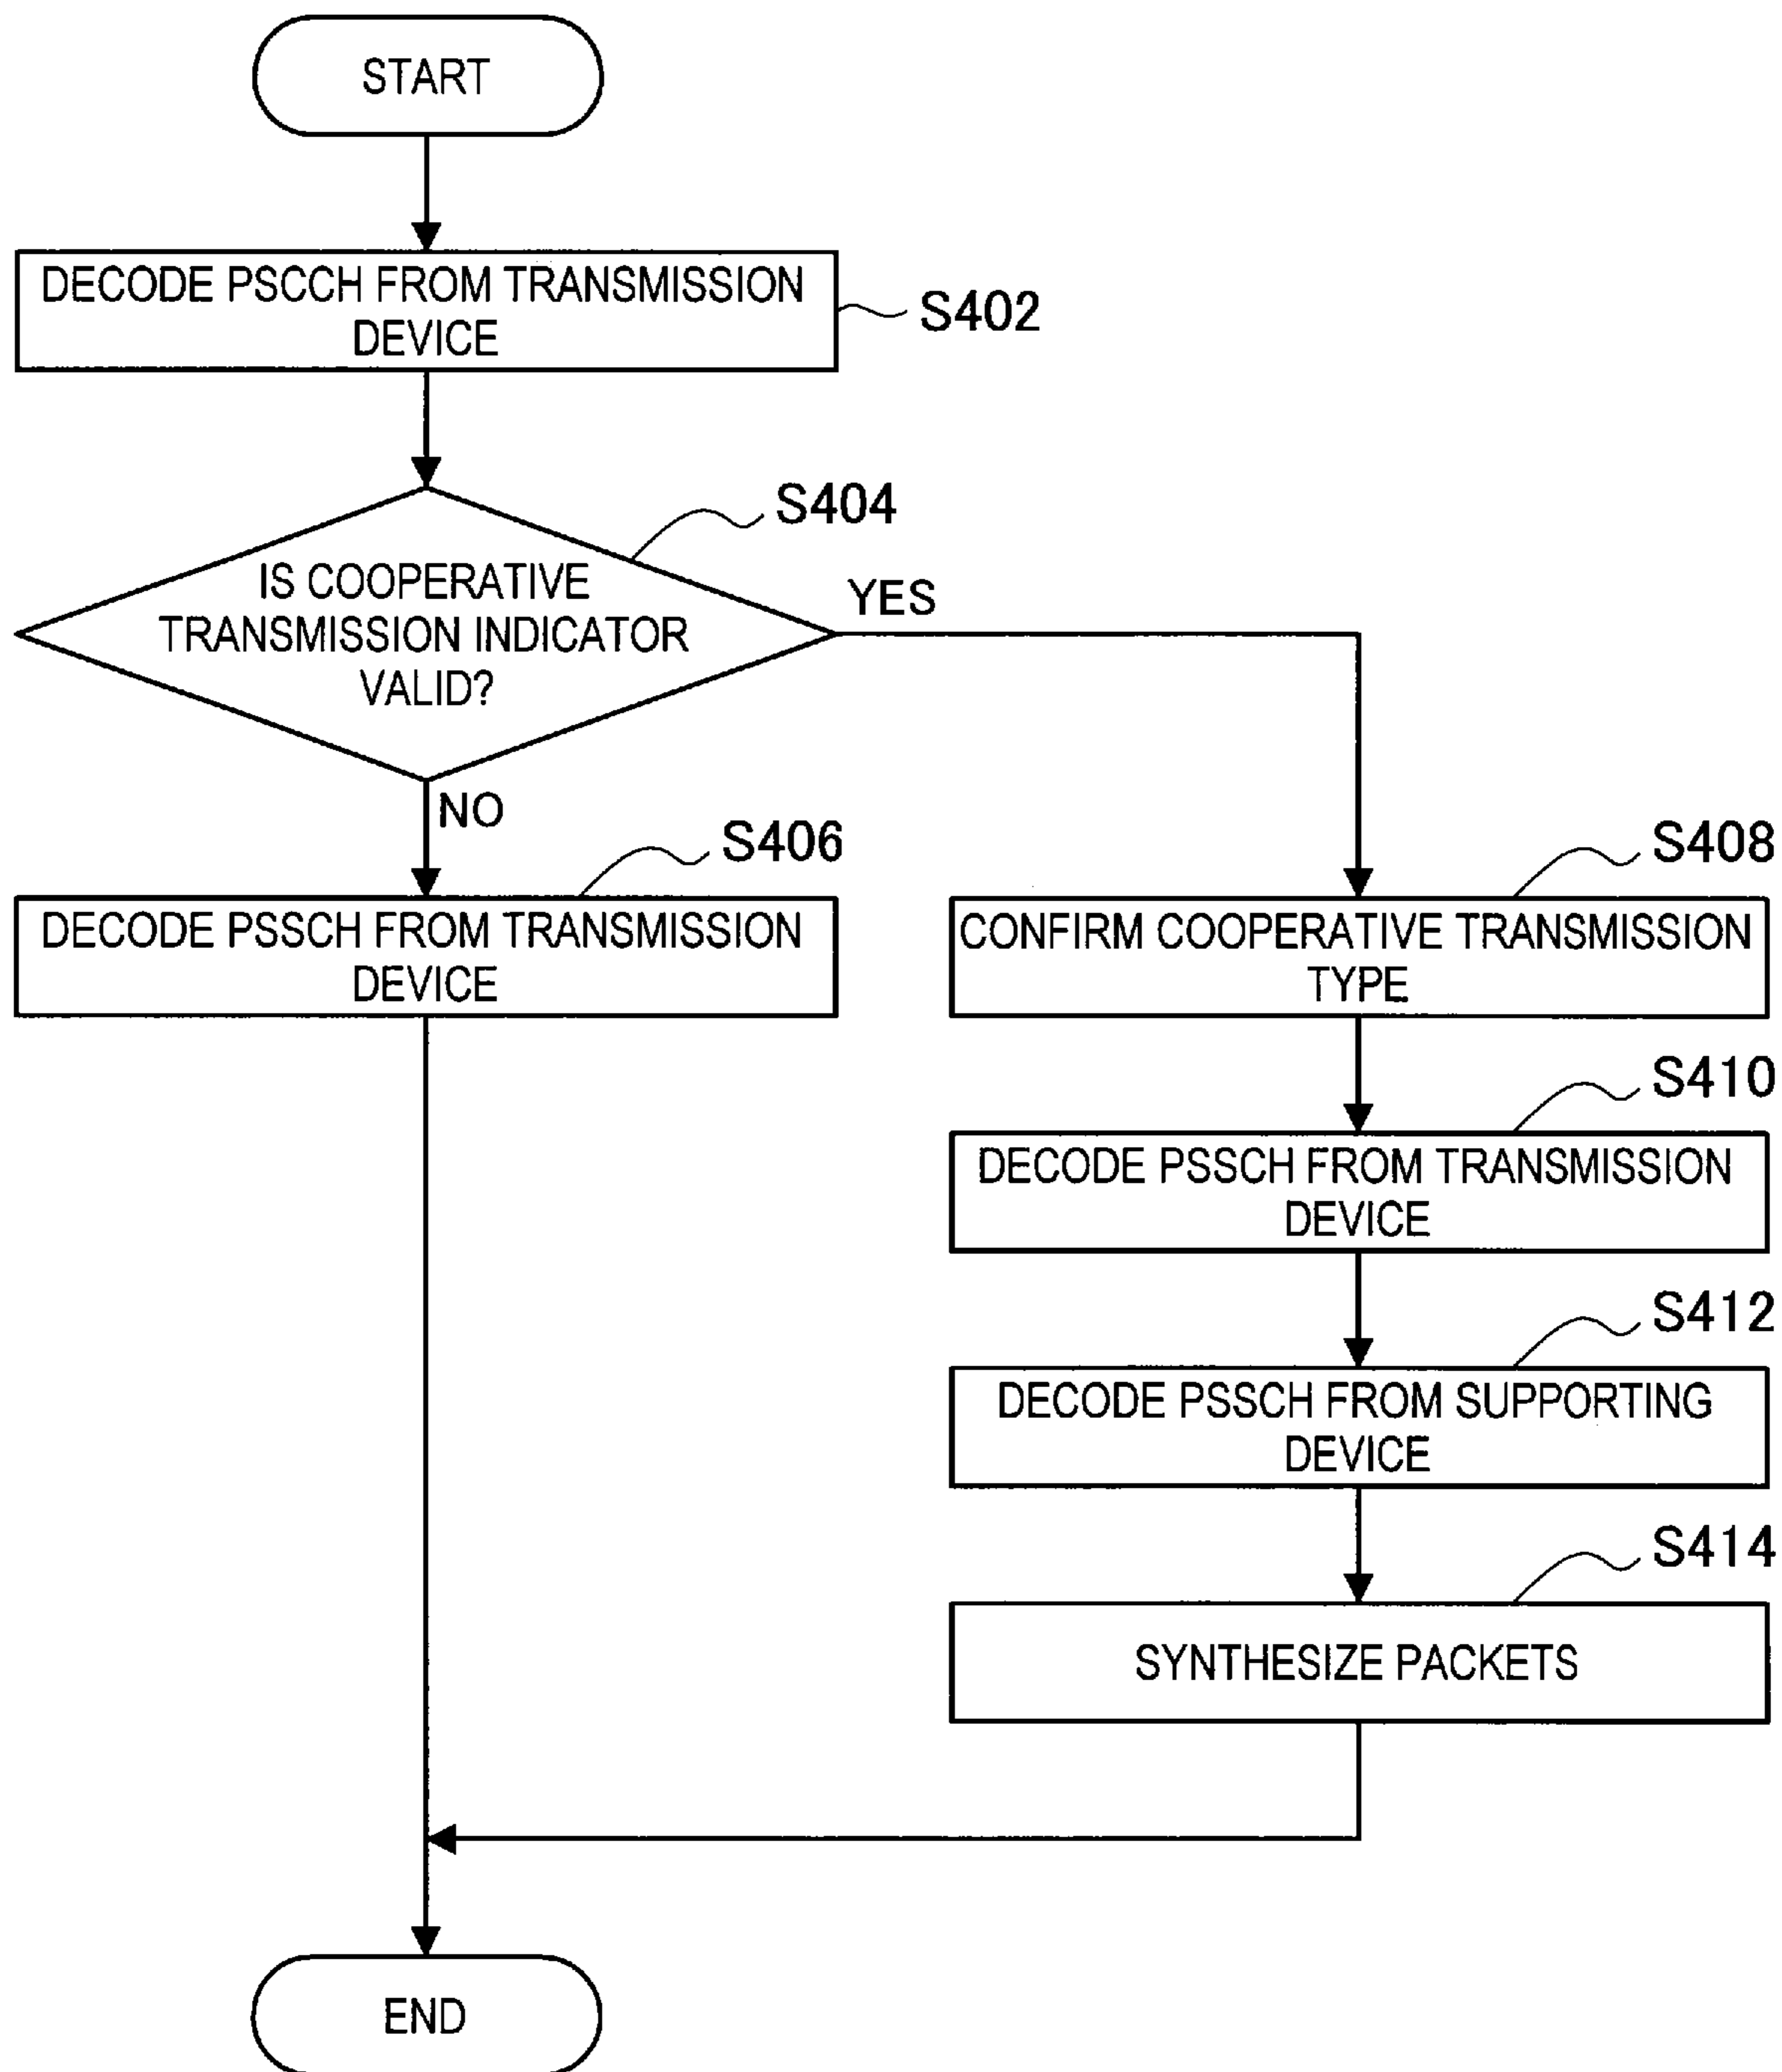 START
DECODE PSCCH FROM TRANSMISSION
DEVICE
S402
S404
IS COOPERATIVE
TRANSMISSION INDICATOR
VALID?
YES
NO
S406
DECODE PSSCH FROM TRANSMISSION
DEVICE
S408
CONFIRM COOPERATIVE TRANSMISSION
TYPE
S410
DECODE PSSCH FROM TRANSMISSION
DEVICE
S412
DECODE PSSCH FROM SUPPORTING
DEVICE
S414
SYNTHESIZE PACKETS
END